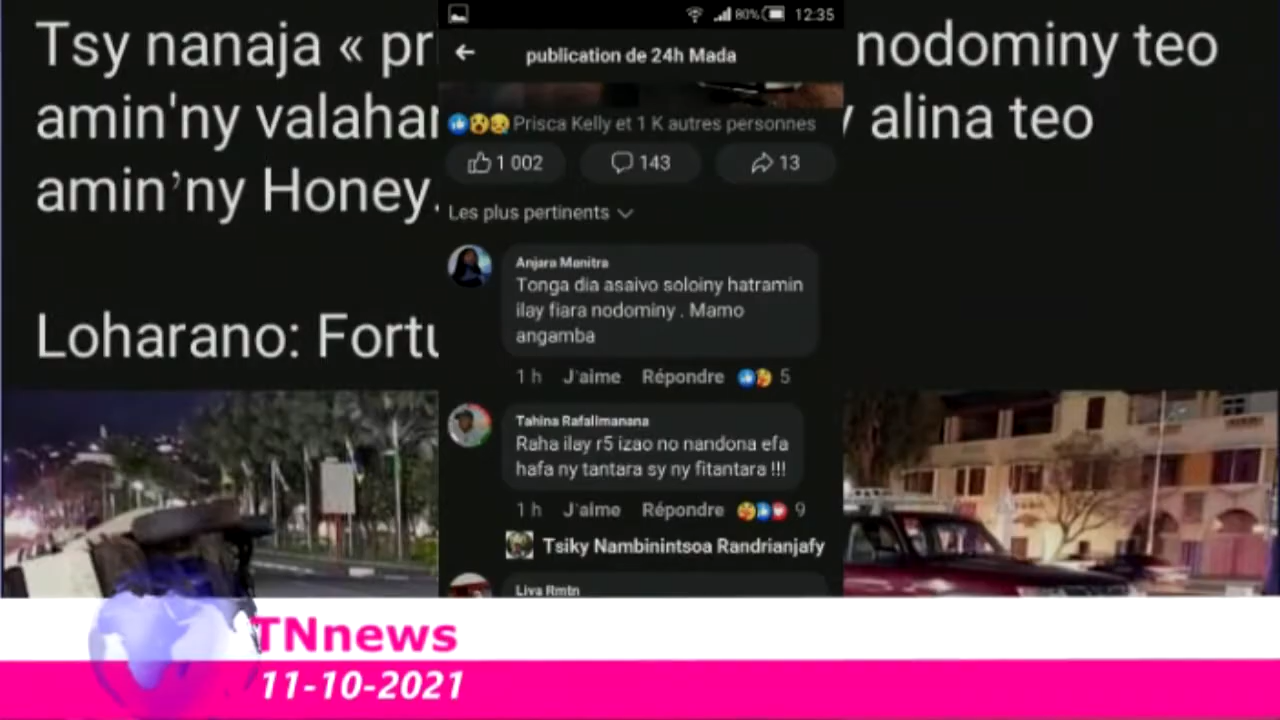 Tsy nanaja « pr
nodominy teo
amin'ny valahar
y alina teo
amin’ny Honey.
Loharano: Fortu
80% 12:35
publication de 24h Mada
Prisca Kelly et 1 K autres personnes
1 002 143 13
Les plus pertinents
Anjara Manitra
Tonga dia asaivo soloiny hatramin
ilay fiara nodominy . Mamo
angamba
1 h J'aime Répondre 5
Tahina Rafalimanana
Raha ilay r5 izao no nandona efa
hafa ny tantara sy ny fitantara !!!
1 h J'aime Répondre 9
Tsiky Nambinintsoa Randrianjafy
Liva Rmtn
TNnews
11-10-2021